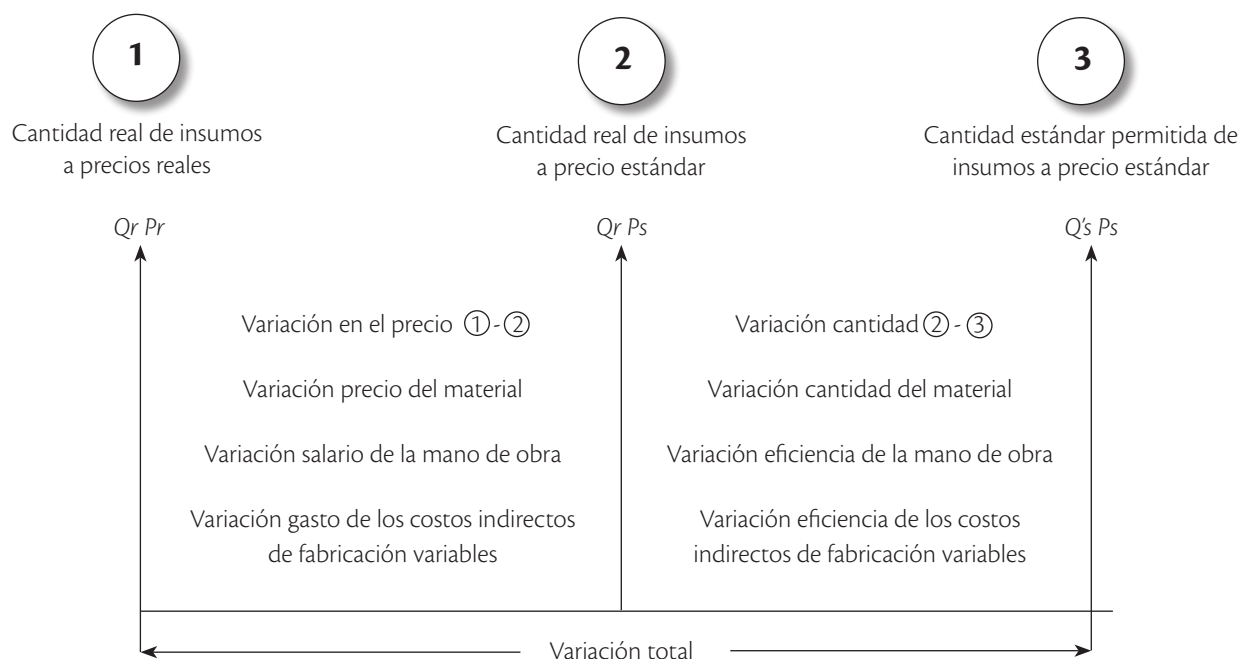 1
2
3
Cantidad real de insumos
a precios reales
Cantidad real de insumos
a precio estándar
Cantidad estándar permitida de
insumos a precio estándar
Qr Pr
Qr Ps
Q's Ps
Variación en el precio ①-②
Variación cantidad ② - ③
Variación precio del material
Variación cantidad del material
Variación salario de la mano de obra
Variación eficiencia de la mano de obra
Variación gasto de los costos indirectos
de fabricación variables
Variación eficiencia de los costos
indirectos de fabricación variables
Variación total